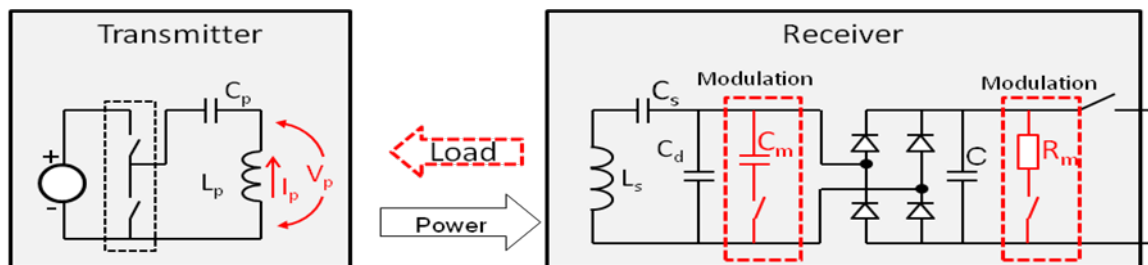 Transmitter
Cp
+
-
Lp
Ip
Vp
Load
Power
Receiver
Modulation
Modulation
Cs
Cd
Cm
Ls
C
Rm